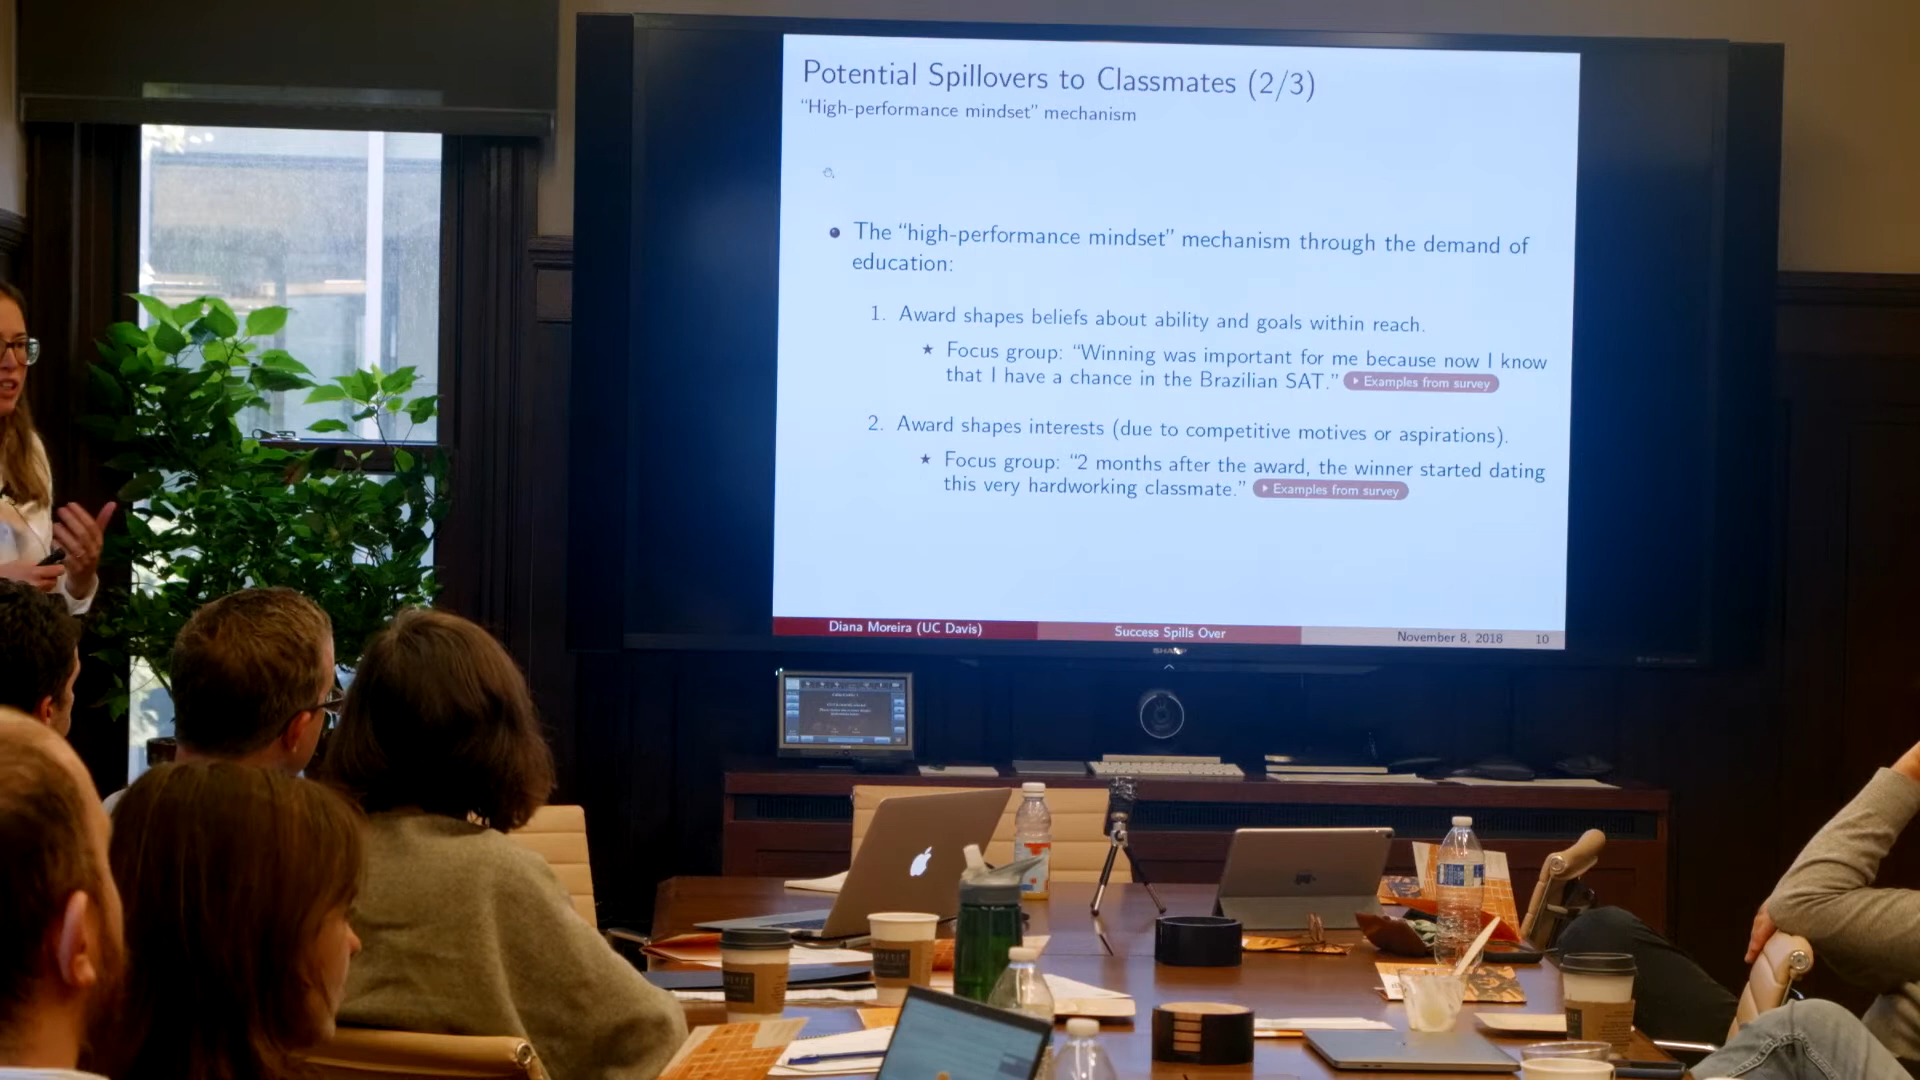 Potential Spillovers to Classmates (2/3)
“High-performance mindset” mechanism
The “high-performance mindset” mechanism through the demand of
education:
1. Award shapes beliefs about ability and goals within reach.
Focus group: “Winning was important for me because now I know
that I have a chance in the Brazilian SAT.” Examples from survey
2. Award shapes interests (due to competitive motives or aspirations).
Focus group: “2 months after the award, the winner started dating
this very hardworking classmate.” Examples from survey
Diana Moreira (UC Davis) Success Spills Over November 8, 2018 10
SHARP